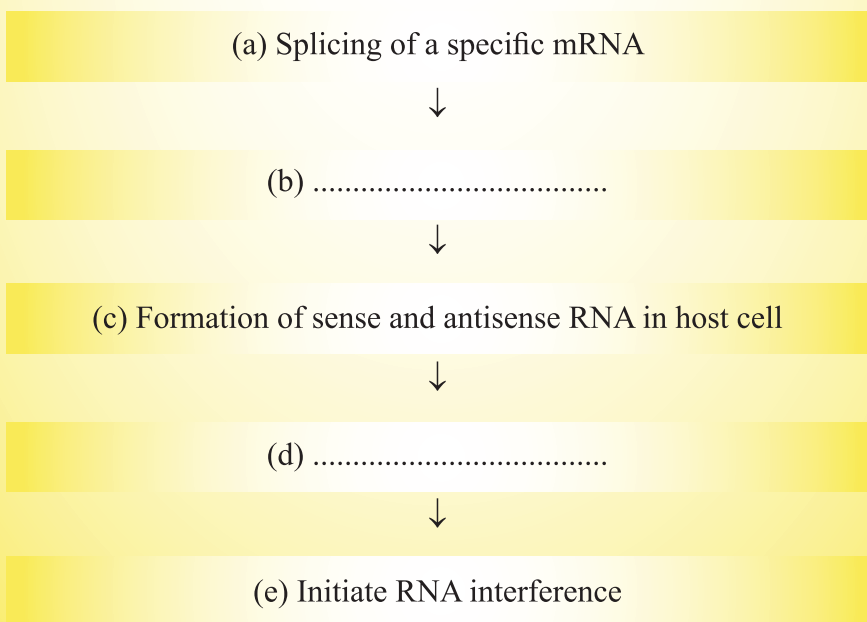 (a) Splicing of a specific mRNA
↓
(b) .....................................
↓
(c) Formation of sense and antisense RNA in host cell
↓
(d) .....................................
↓
(e) Initiate RNA interference